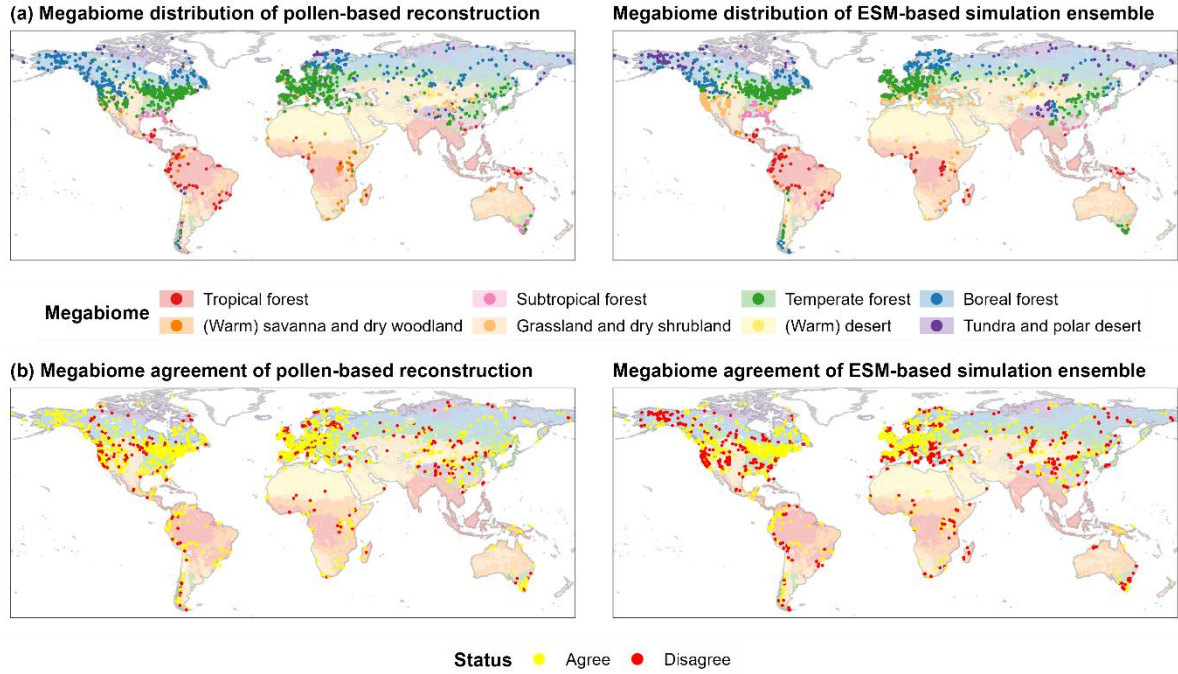 (a) Megabiome distribution of pollen-based reconstruction
Megabiome distribution of ESM-based simulation ensemble
Megabiome
Tropical forest
Subtropical forest
Temperate forest
Boreal forest
(Warm) savanna and dry woodland
Grassland and dry shrubland
(Warm) desert
Tundra and polar desert
(b) Megabiome agreement of pollen-based reconstruction
Megabiome agreement of ESM-based simulation ensemble
Status
Agree
Disagree